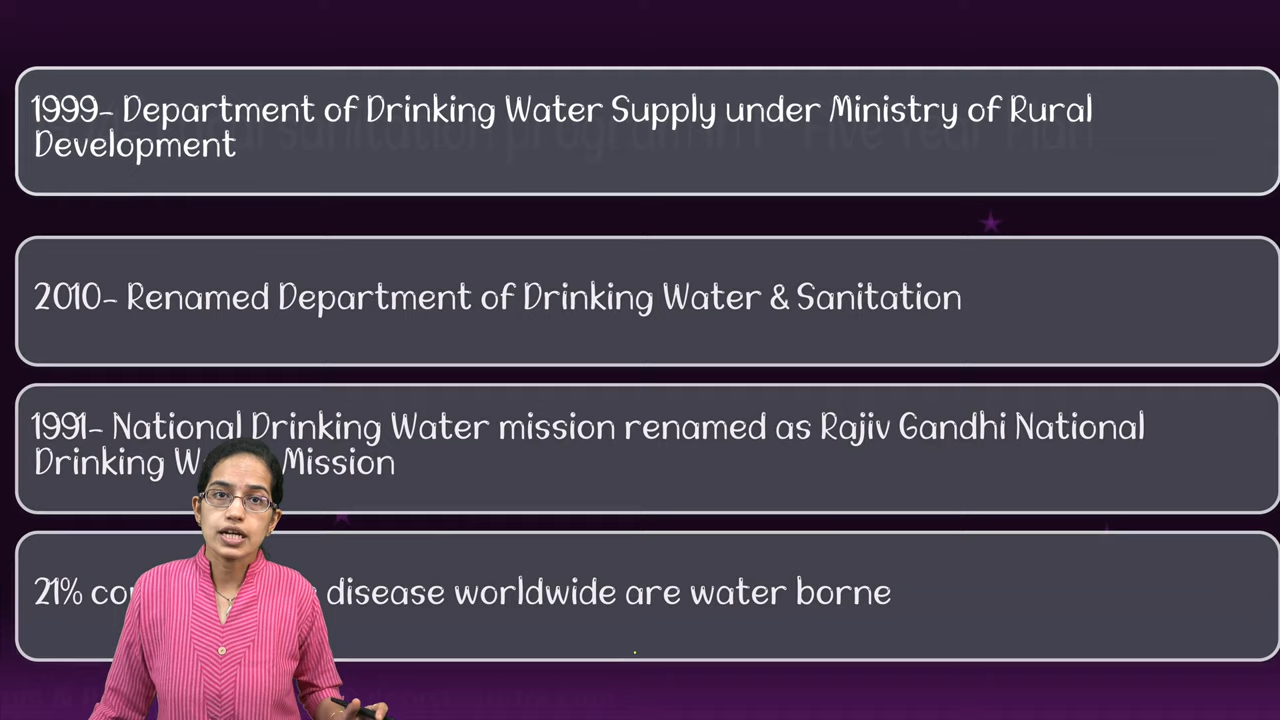 1999- Department of Drinking Water Supply under Ministry of Rural
Development
2010- Renamed Department of Drinking Water & Sanitation
1991- National Drinking Water mission renamed as Rajiv Gandhi National
Drinking Mission
21% disease worldwide are water borne